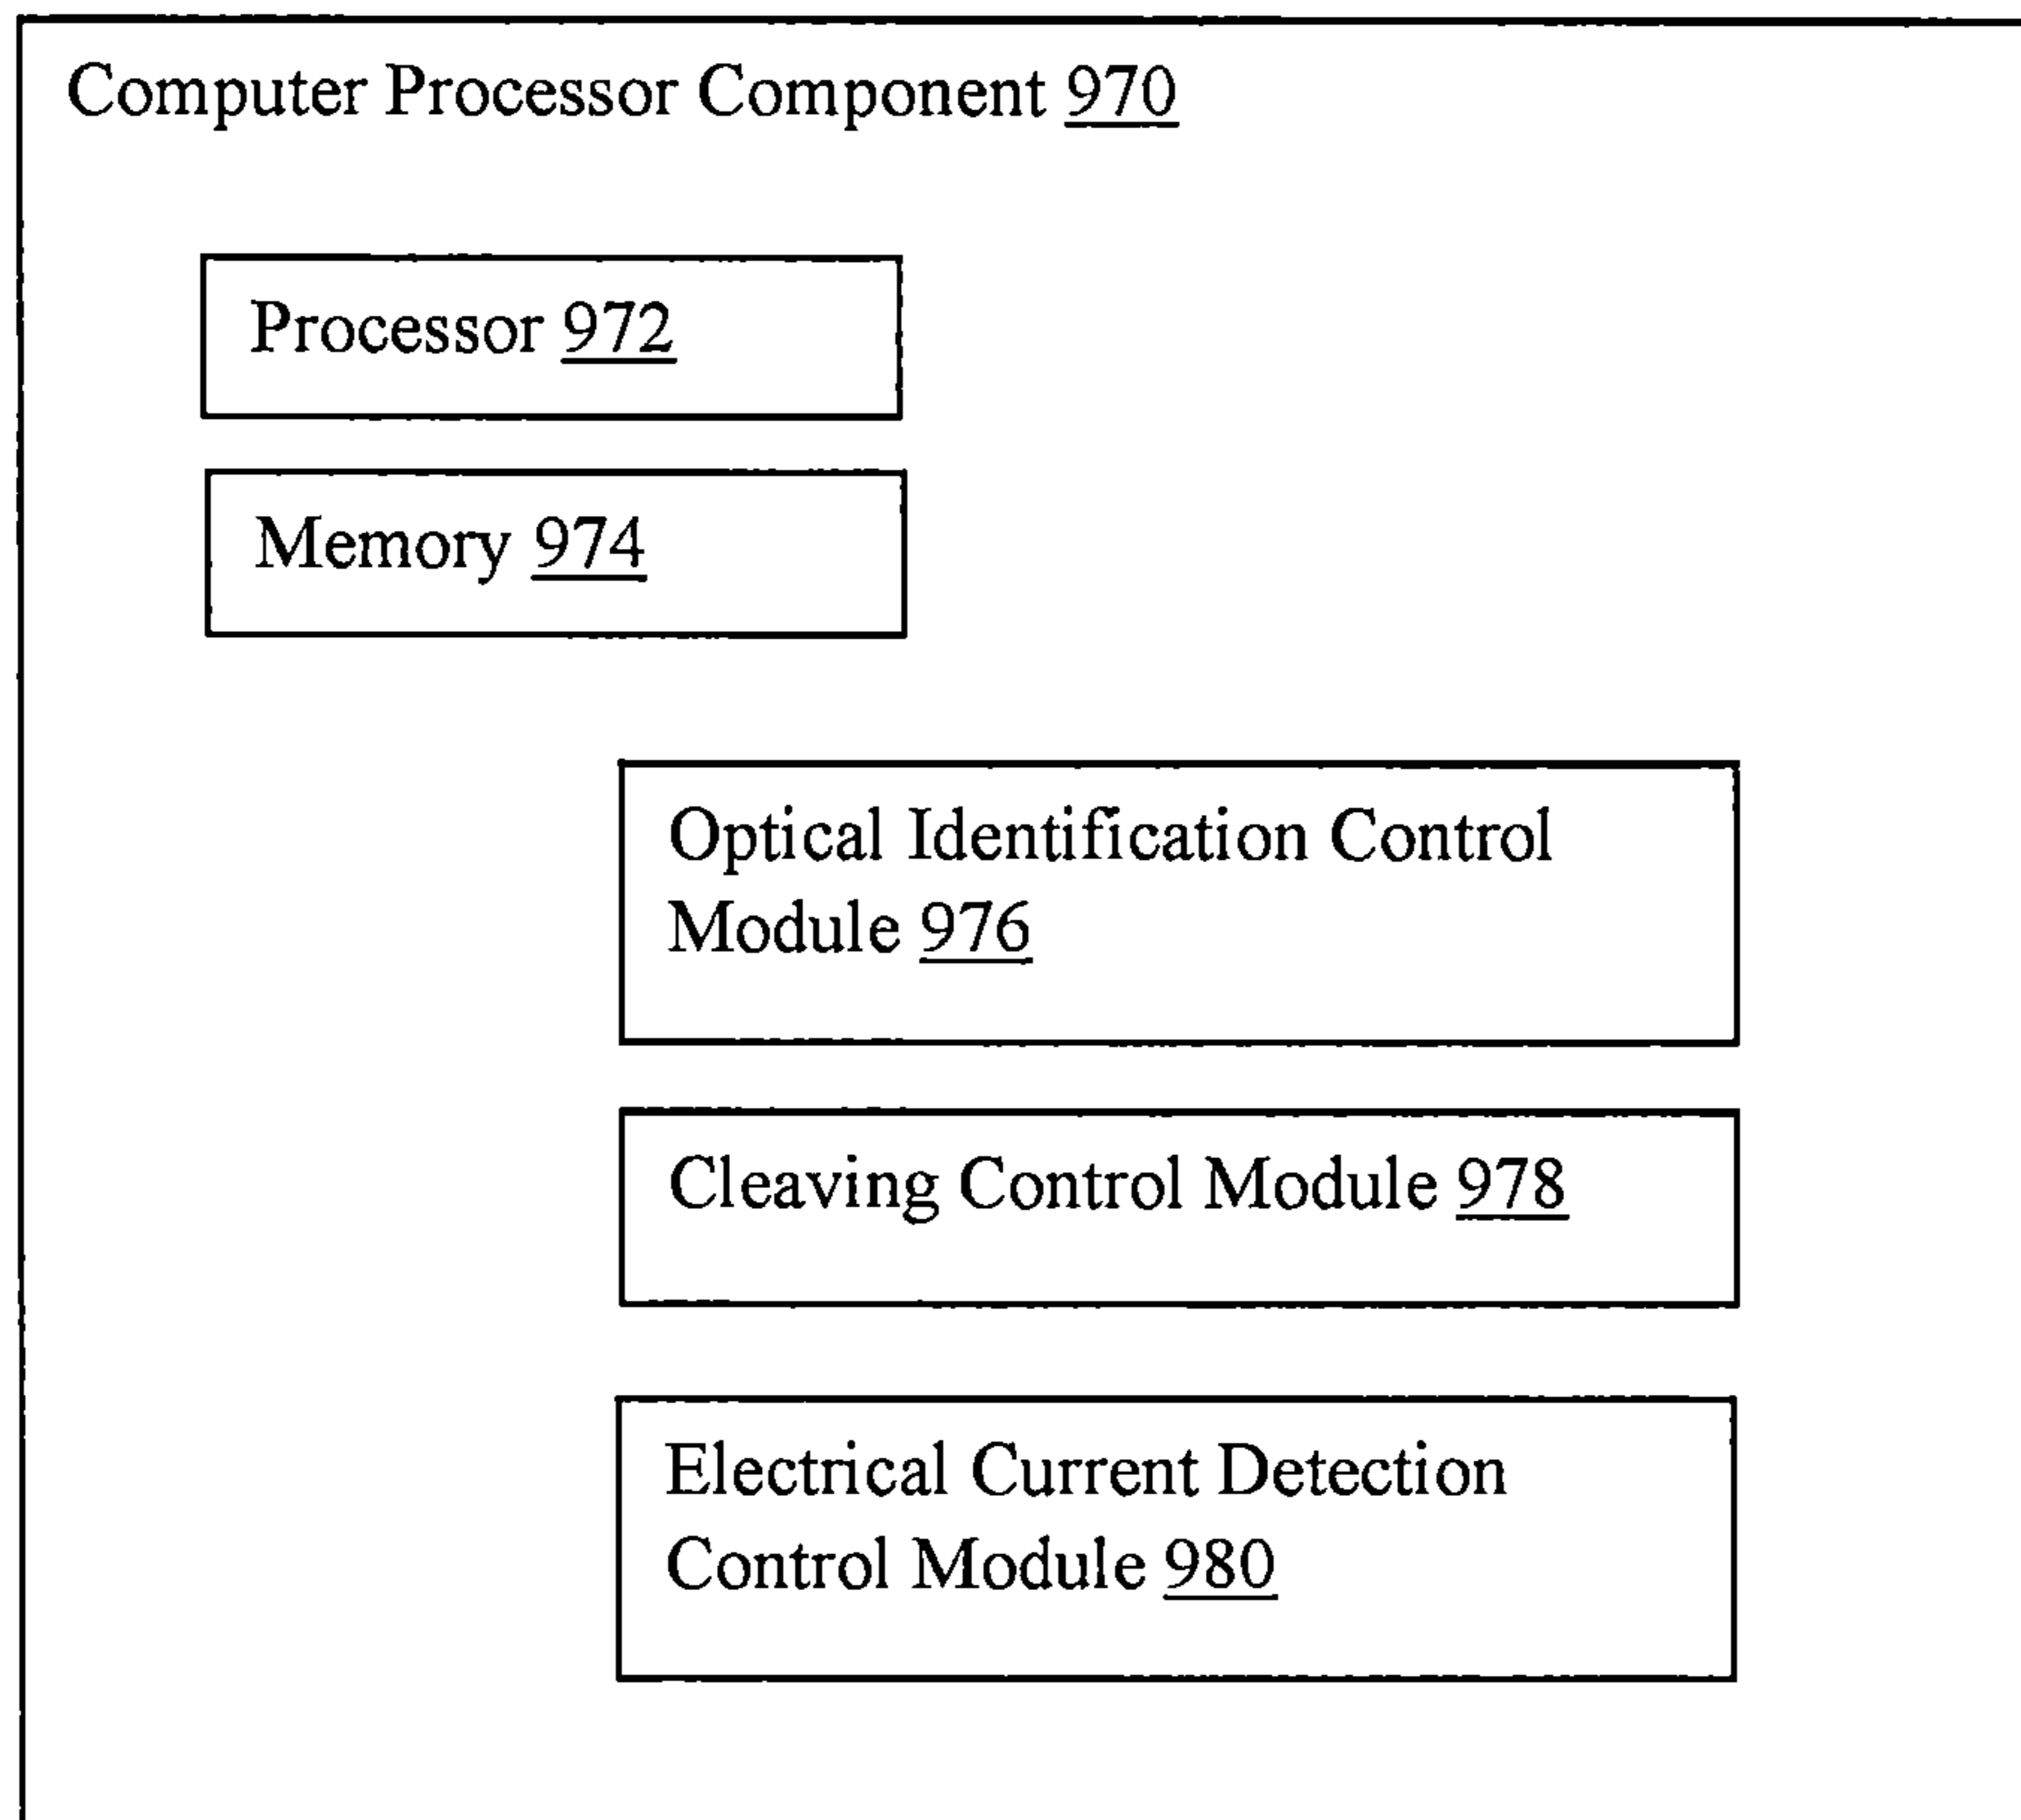 Computer Processor Component 970
Processor 972
Memory 974
Optical Identification Control
Module 976
Cleaving Control Module 978
Electrical Current Detection
Control Module 980